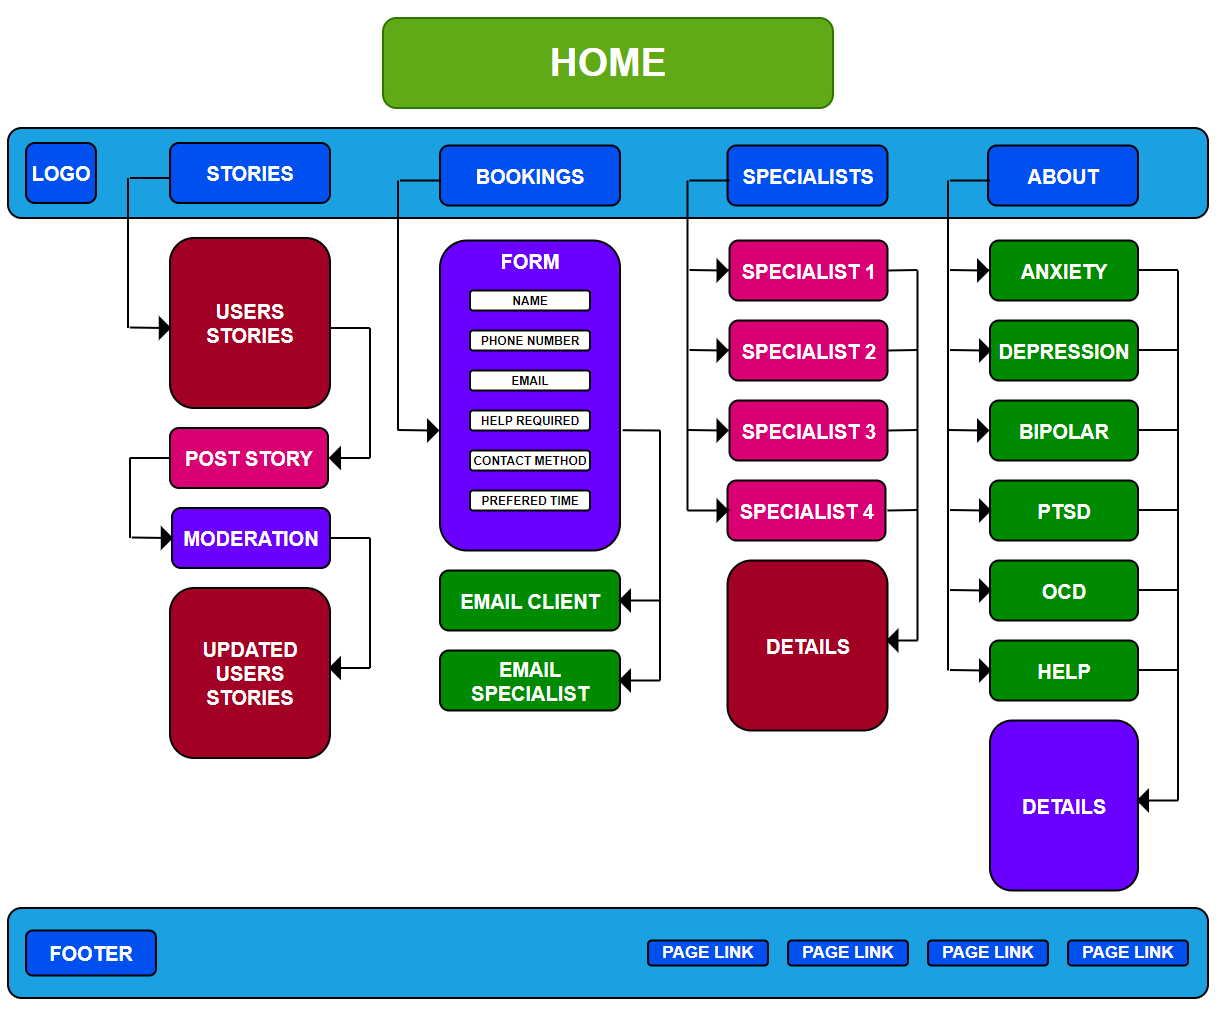 HOME
LOGO
STORIES
BOOKINGS
SPECIALISTS
ABOUT
USERS
STORIES
POST STORY
MODERATION
UPDATED
USERS
STORIES
FORM
NAME
PHONE NUMBER
EMAIL
HELP REQUIRED
CONTACT METHOD
PREFERED TIME
EMAIL CLIENT
EMAIL
SPECIALIST
SPECIALIST 1
SPECIALIST 2
SPECIALIST 3
SPECIALIST 4
DETAILS
ANXIETY
DEPRESSION
BIPOLAR
PTSD
OCD
HELP
DETAILS
FOOTER
PAGE LINK
PAGE LINK
PAGE LINK
PAGE LINK